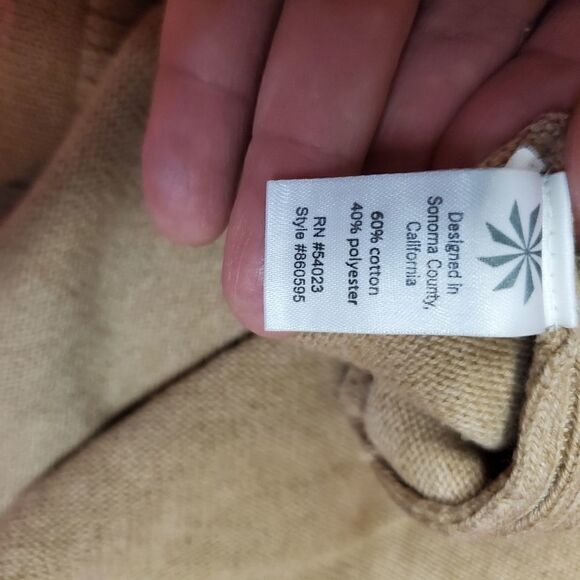 Designed in
Sonoma County,
California
60% cotton
40% polyester
RN #54023
Style #860595